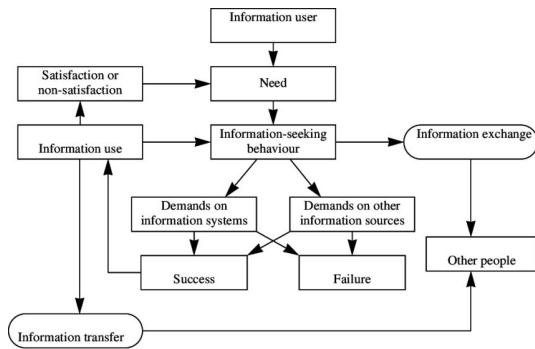 Information user
Satisfaction or
non-satisfaction
Need
Information use
Information-seeking
behaviour
Information exchange
Demands on
information systems
Demands on other
information sources
Success
Failure
Other people
Information transfer